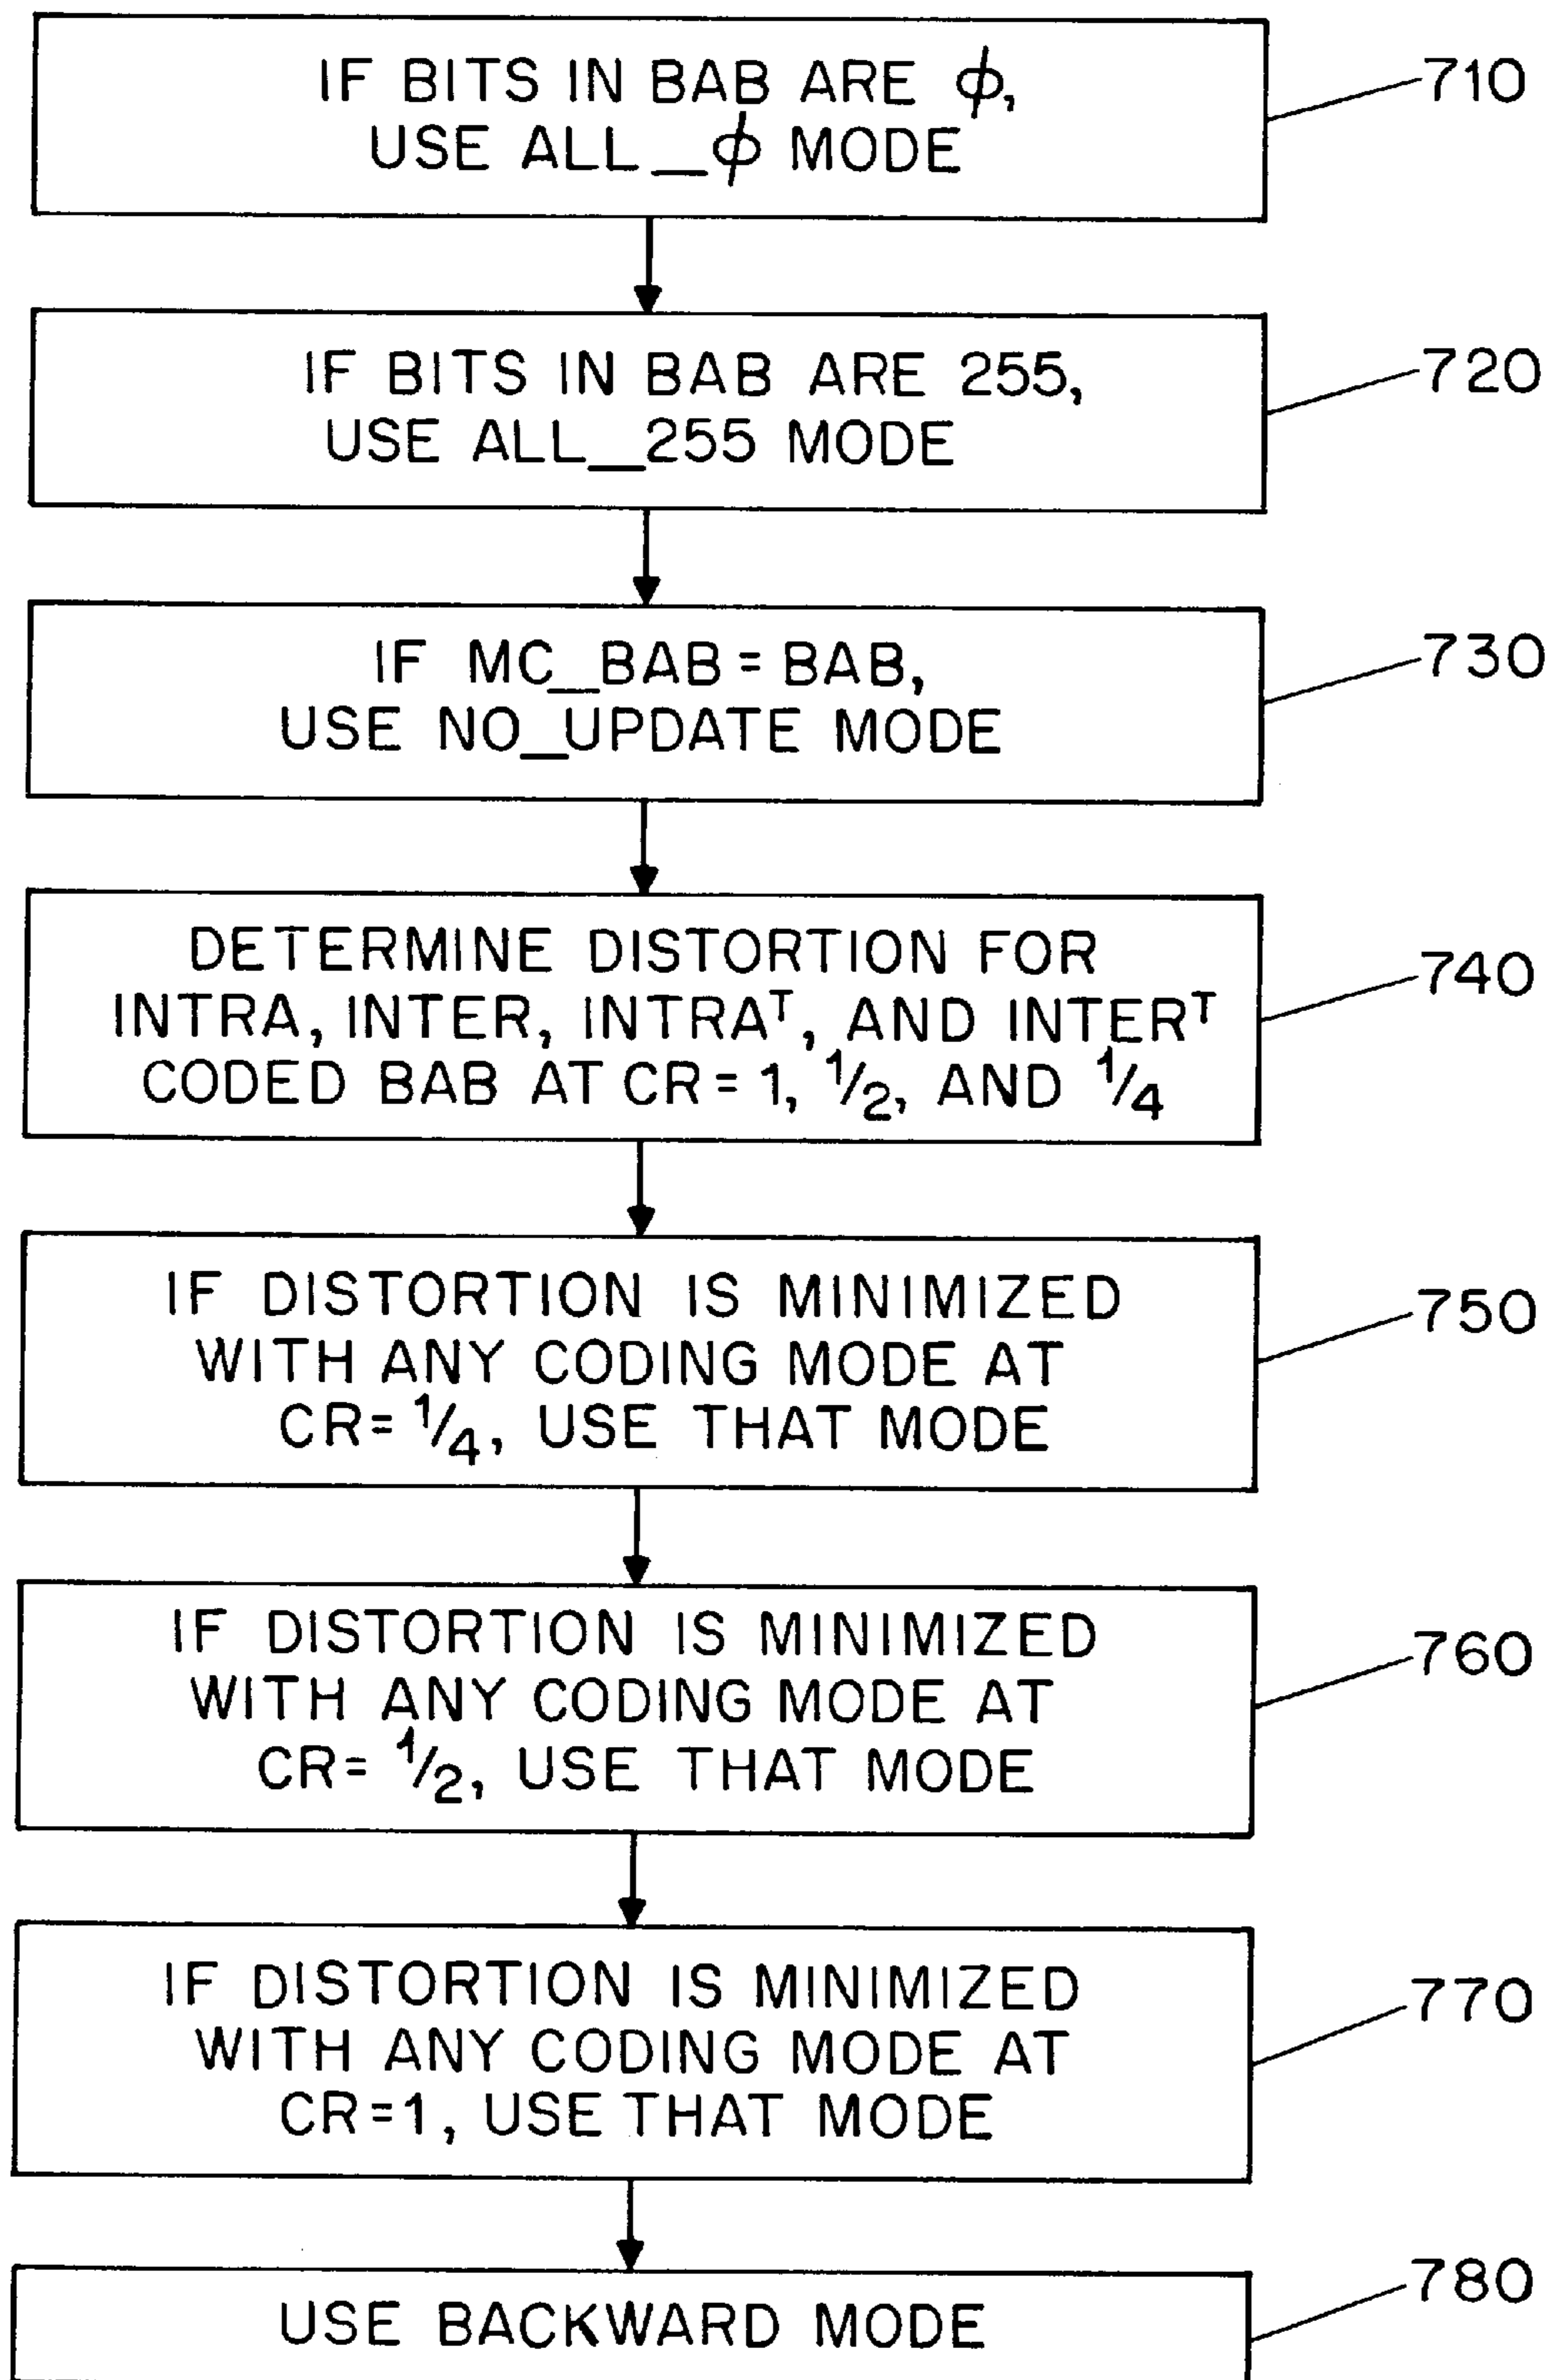 IF BITS IN BAB ARE ϕ,
USE ALL_ϕ MODE
710
IF BITS IN BAB ARE 255,
USE ALL_255 MODE
720
IF MC_BAB = BAB,
USE NO_UPDATE MODE
730
DETERMINE DISTORTION FOR
INTRA, INTER, INTRAᵀ, AND INTERᵀ
CODED BAB AT CR = 1, 1/2, AND 1/4
740
IF DISTORTION IS MINIMIZED
WITH ANY CODING MODE AT
CR = 1/4, USE THAT MODE
750
IF DISTORTION IS MINIMIZED
WITH ANY CODING MODE AT
CR = 1/2, USE THAT MODE
760
IF DISTORTION IS MINIMIZED
WITH ANY CODING MODE AT
CR = 1, USE THAT MODE
770
USE BACKWARD MODE
780